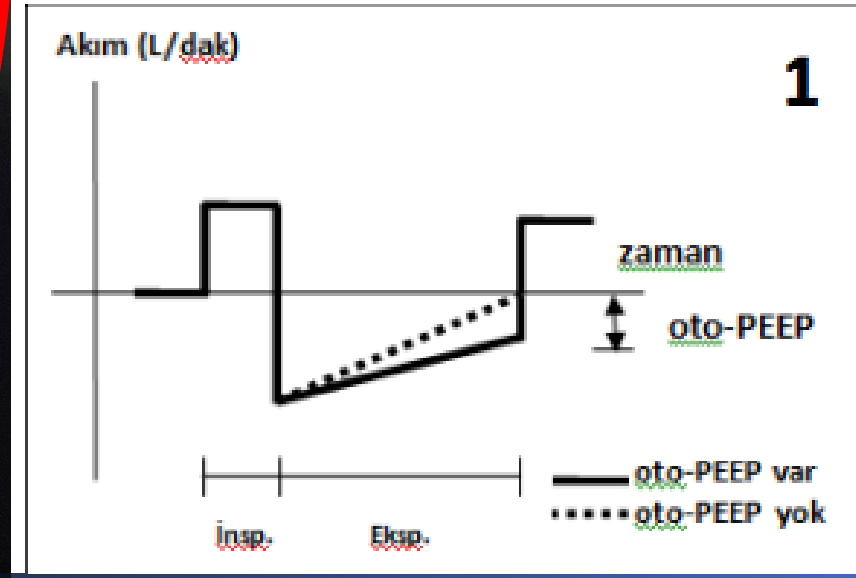 Akım (L/dak)
1
zaman
oto-PEEP
oto-PEEP var
oto-PEEP yok
İnsp.
Eksp.